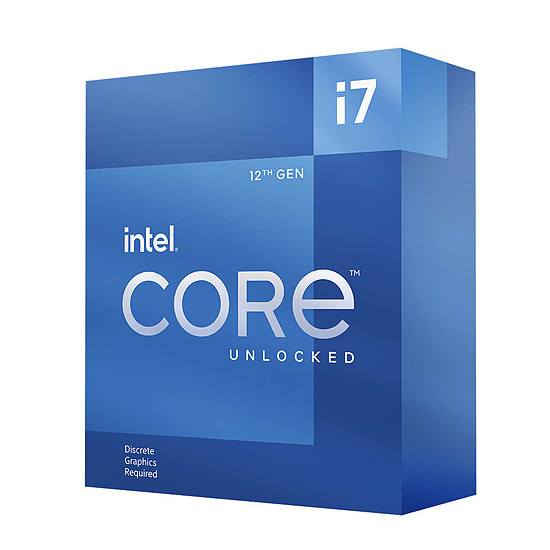 i7
12TH GEN
intel.
CORE™
UNLOCKED
Discrete
Graphics
Required